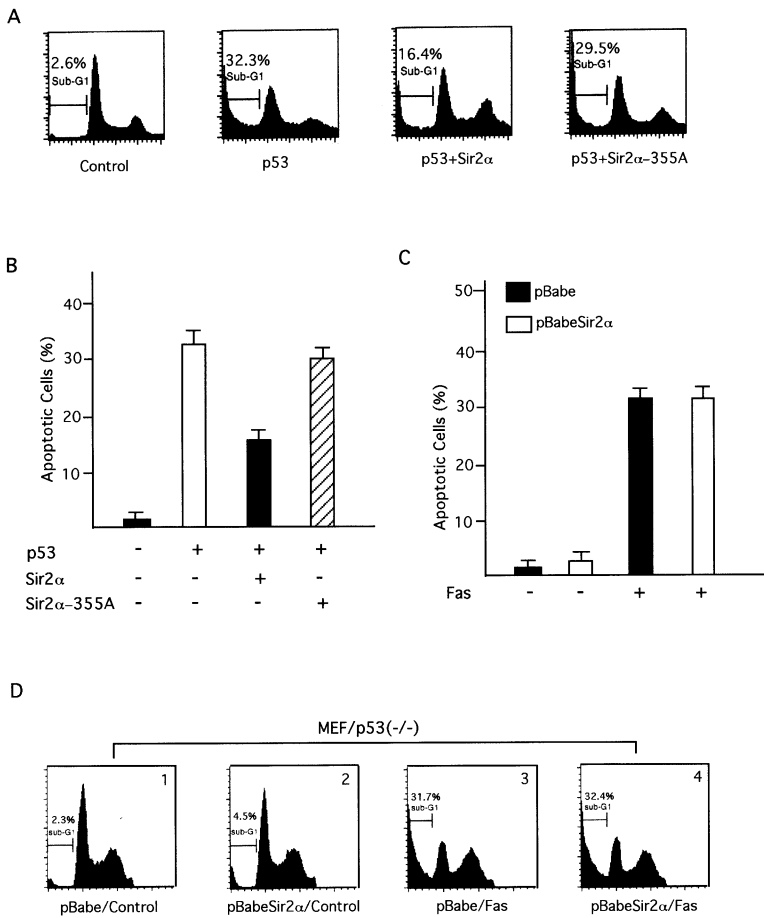 A
2.6%
Sub-G1
Control
32.3%
Sub-G1
p53
16.4%
Sub-G1
p53+Sir2α
29.5%
Sub-G1
p53+Sir2α-355A
B
Apoptotic Cells (%)
40
30
20
10
p53 - + + +
Sir2α - - + -
Sir2α-355A - - - +
C
Apoptotic Cells (%)
50
40
30
20
10
pBabe
pBabeSir2α
Fas - - + +
D
MEF/p53(-/-)
1
2.3%
sub-G1
pBabe/Control
2
4.5%
sub-G1
pBabeSir2α/Control
3
31.7%
sub-G1
pBabe/Fas
4
32.4%
sub-G1
pBabeSir2α/Fas